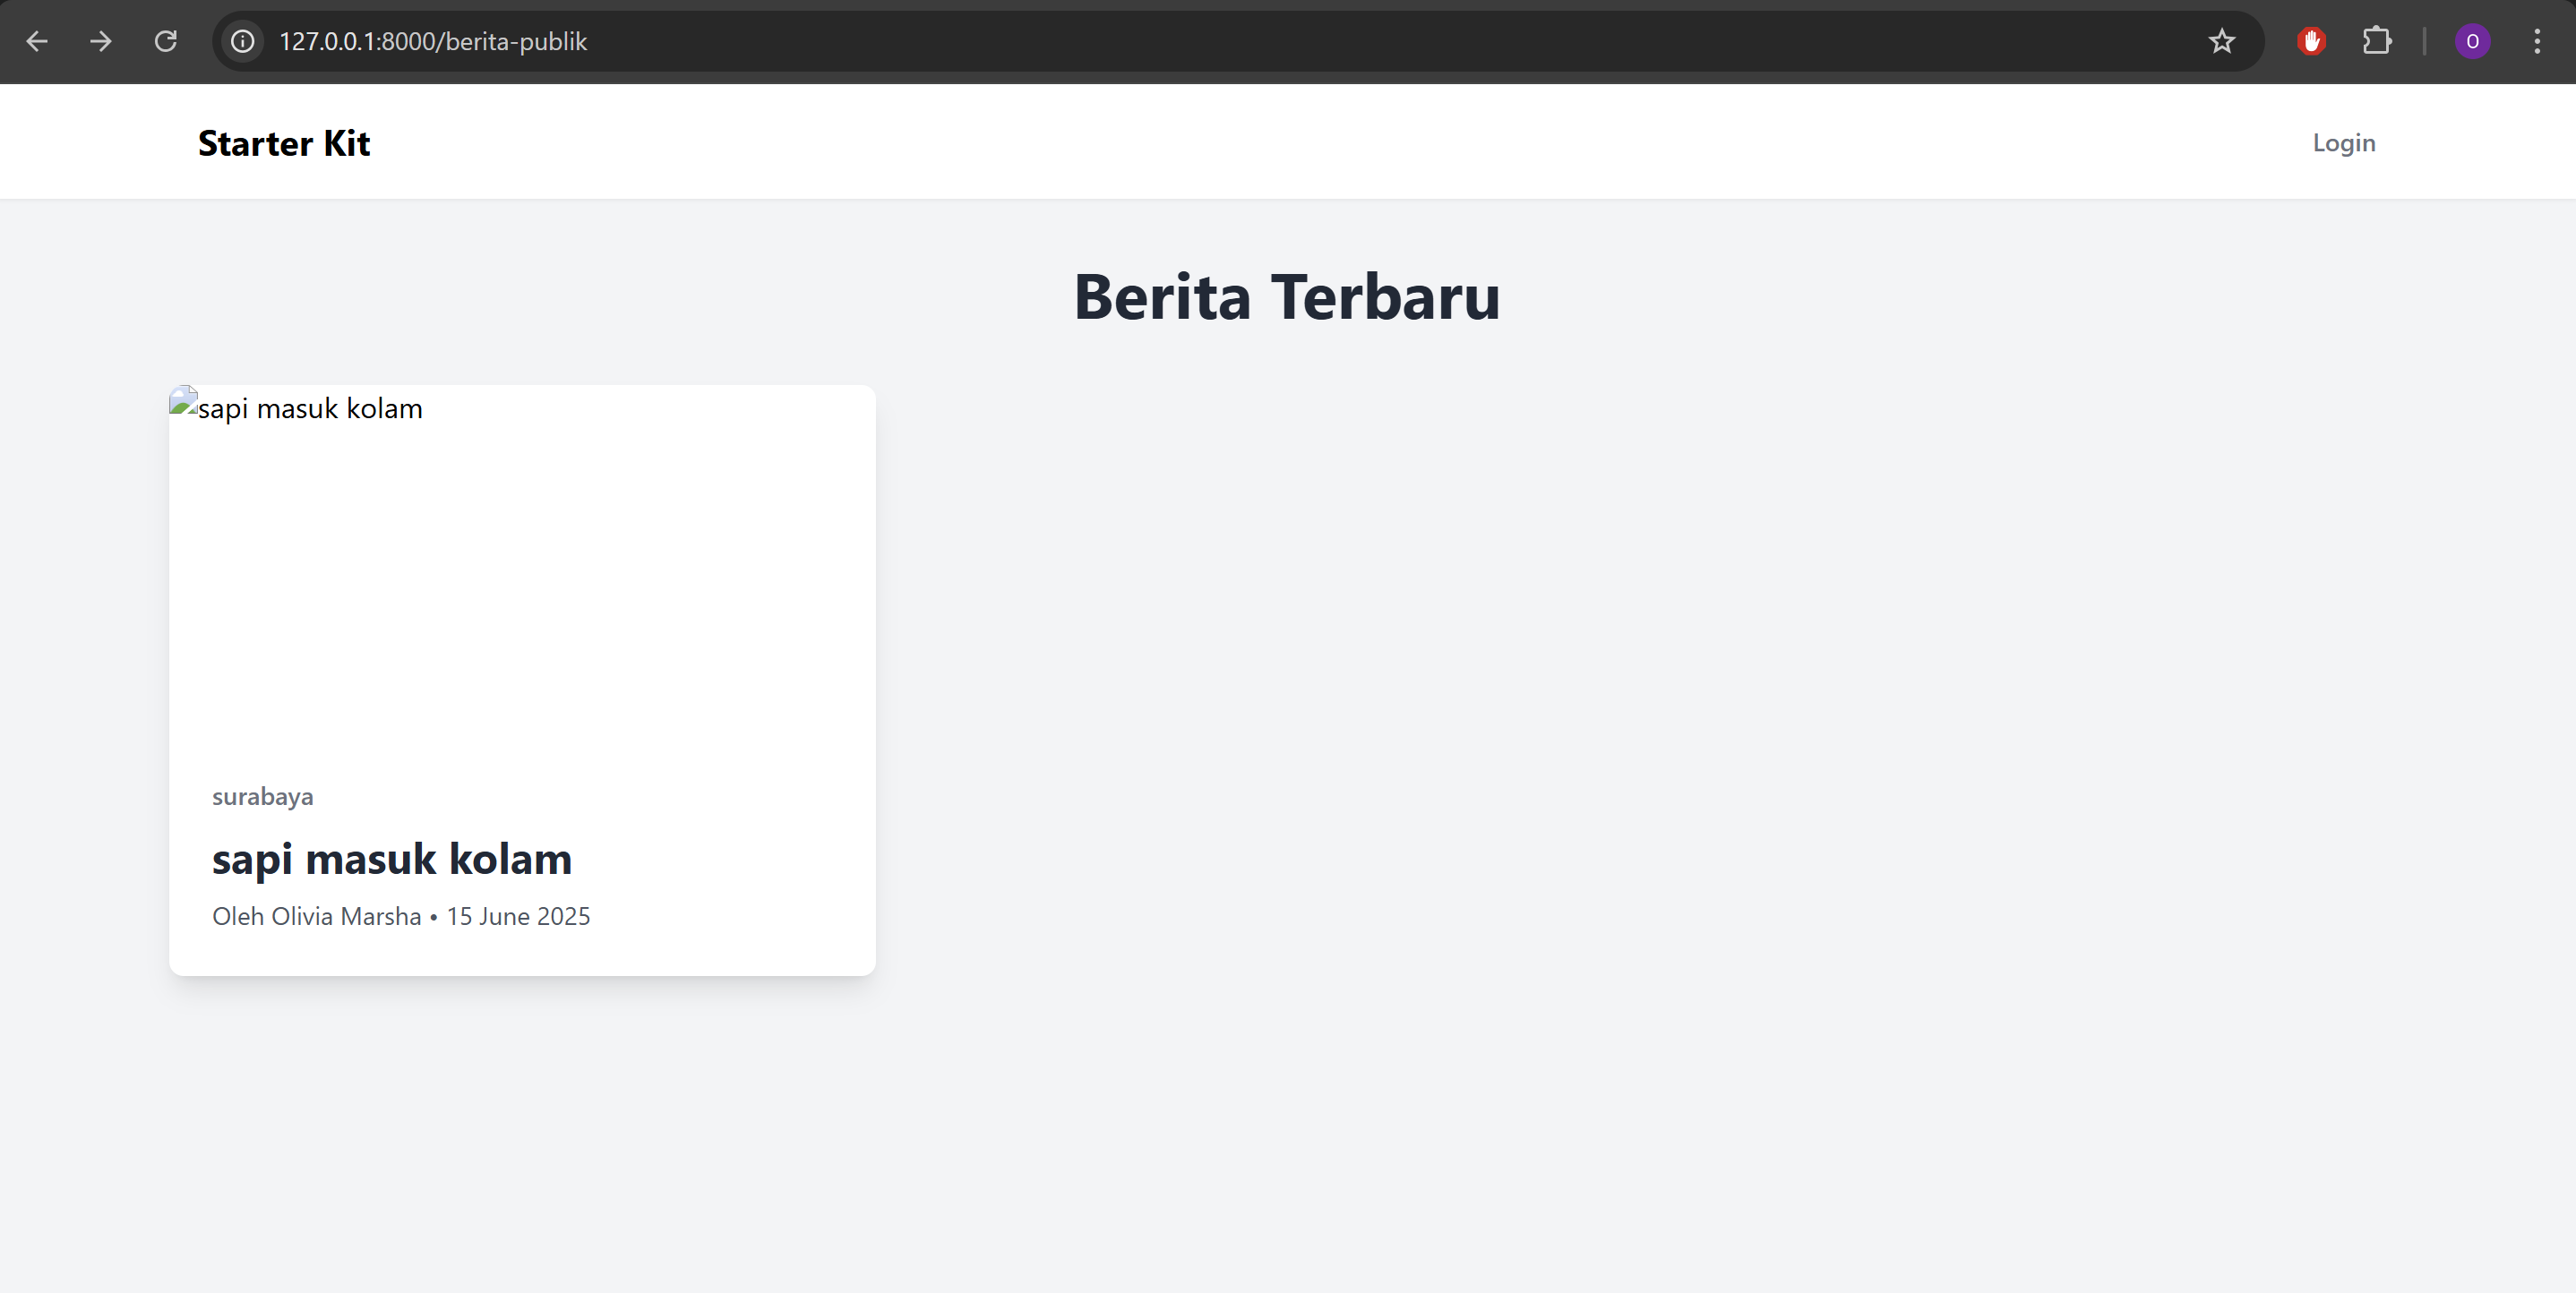 127.0.0.1:8000/berita-publik
O
Starter Kit
Login
Berita Terbaru
sapi masuk kolam
surabaya
sapi masuk kolam
Oleh Olivia Marsha • 15 June 2025